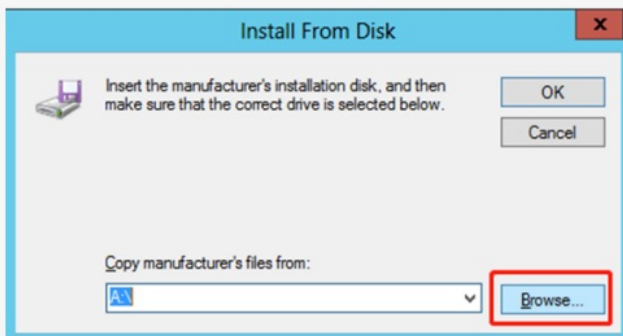 Install From Disk
x
Insert the manufacturer's installation disk, and then
make sure that the correct drive is selected below.
OK
Cancel
Copy manufacturer's files from:
A:\
Browse...